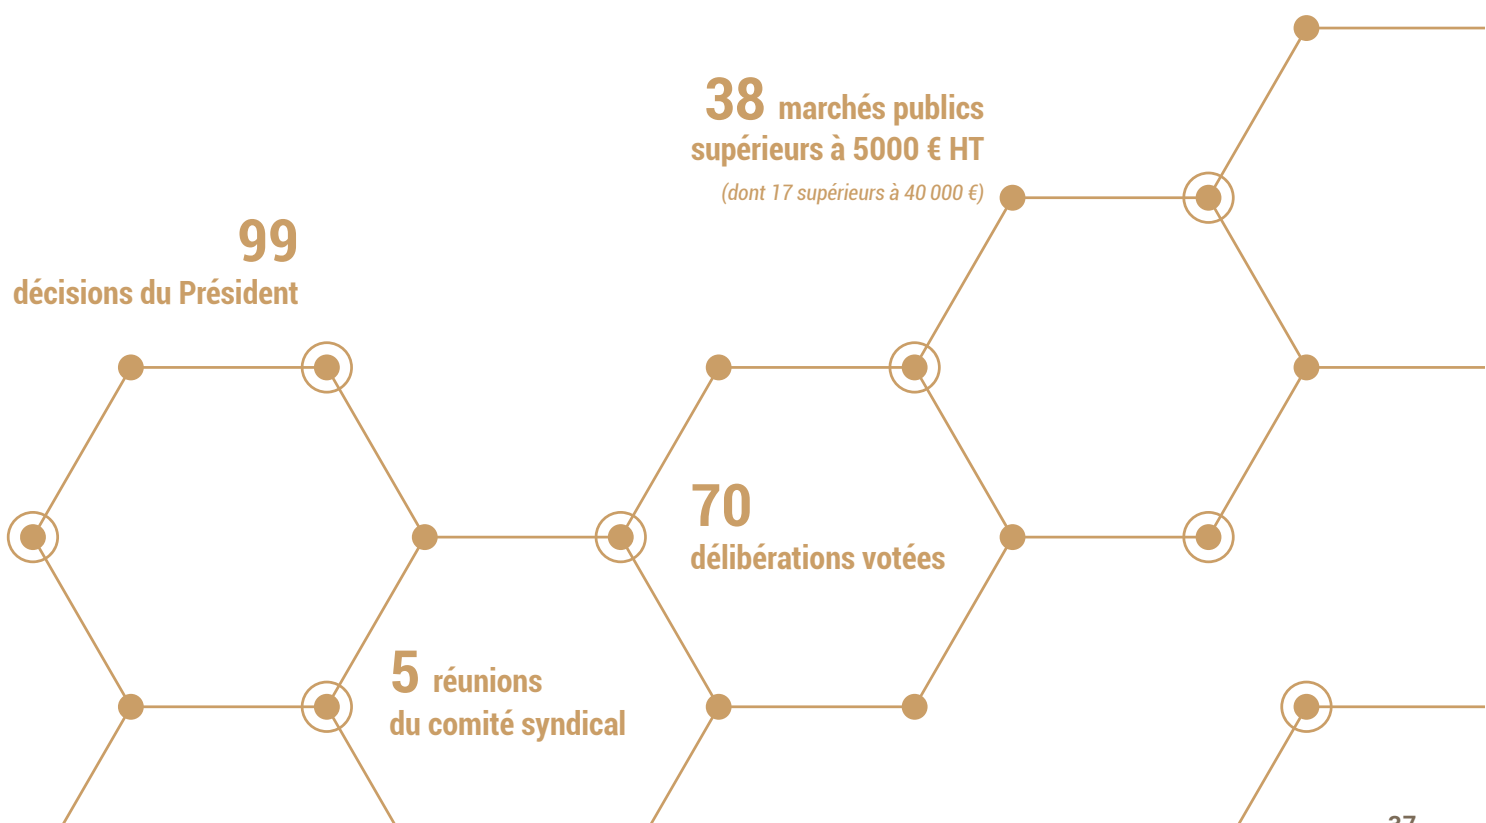 38 marchés publics
supérieurs à 5000 € HT
(dont 17 supérieurs à 40 000 €)
99
décisions du Président
70
délibérations votées
5 réunions
du comité syndical
37